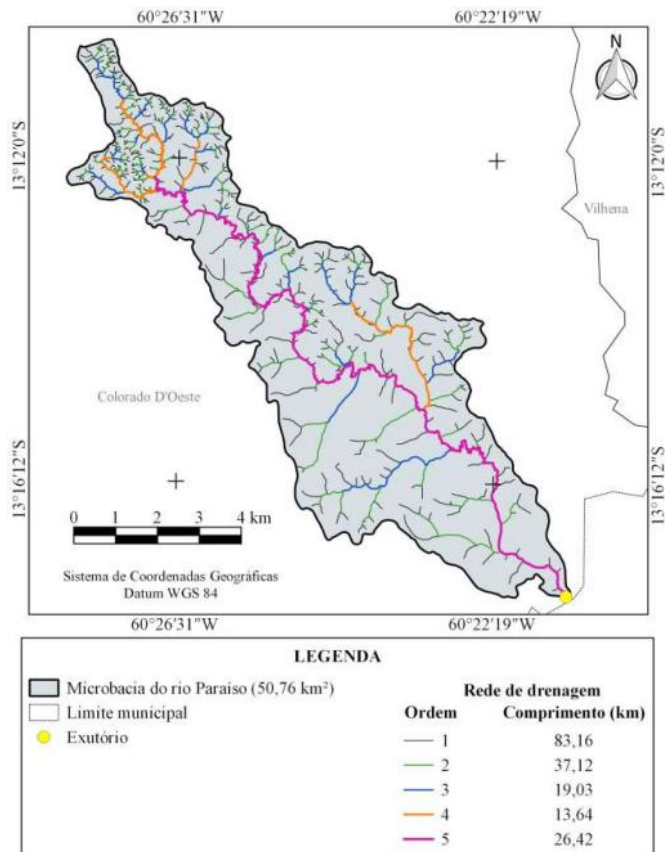 60°26'31"W 60°22'19"W
N
13°12'0"S
13°12'0"S
Vilhena
Colorado D'Oeste
13°16'12"S
13°16'12"S
0 1 2 3 4 km
Sistema de Coordenadas Geográficas
Datum WGS 84
60°26'31"W 60°22'19"W
LEGENDA
Microbacia do rio Paraíso (50,76 km²)
Limite municipal
Exutório
Rede de drenagem
Ordem Comprimento (km)
1 83,16
2 37,12
3 19,03
4 13,64
5 26,42